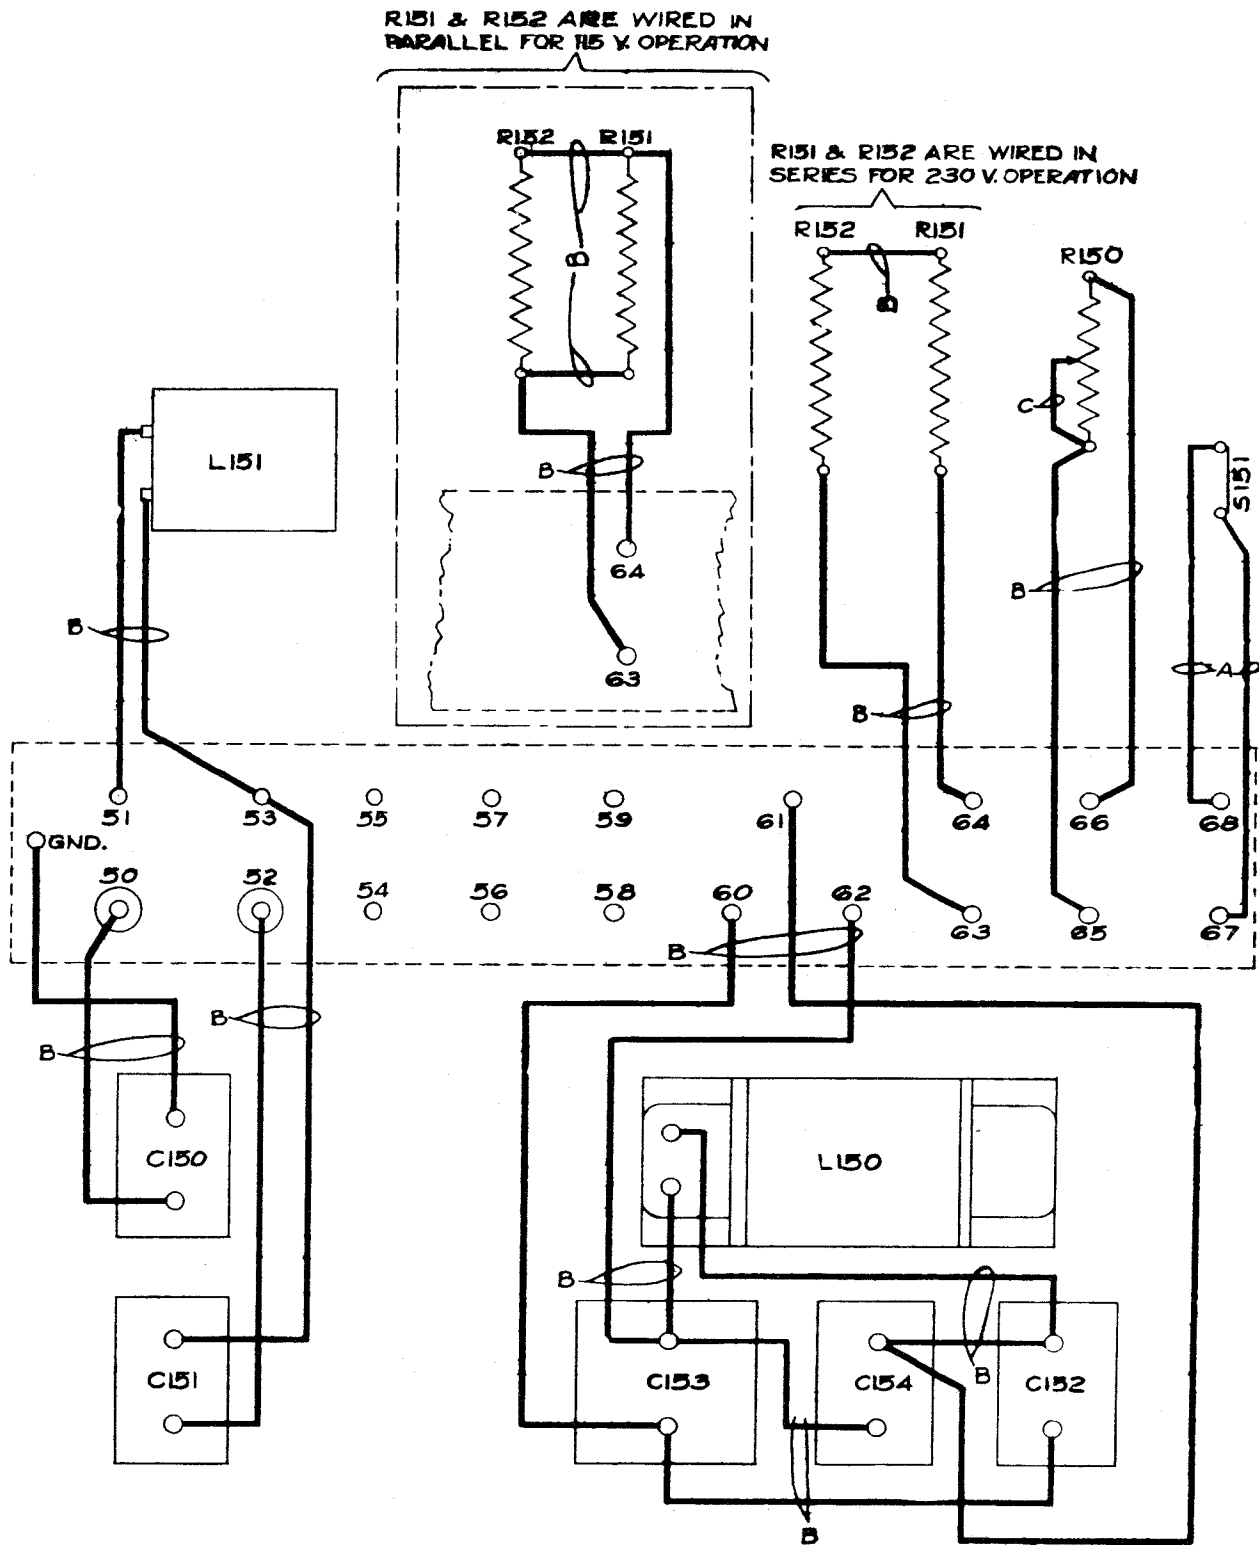 R151 & R152 ARE WIRED IN
PARALLEL FOR 115 V. OPERATION
R152 R151
B
B
64
63
R151 & R152 ARE WIRED IN
SERIES FOR 230 V. OPERATION
R152 R151
B
R150
C
S151
L151
B
B
B
A
51 53 55 57 59 61 64 66 68
GND.
50 52 54 56 58 60 62 63 65 67
B
B
B
C150
L150
B
B
C151
C153
C154
C152
B